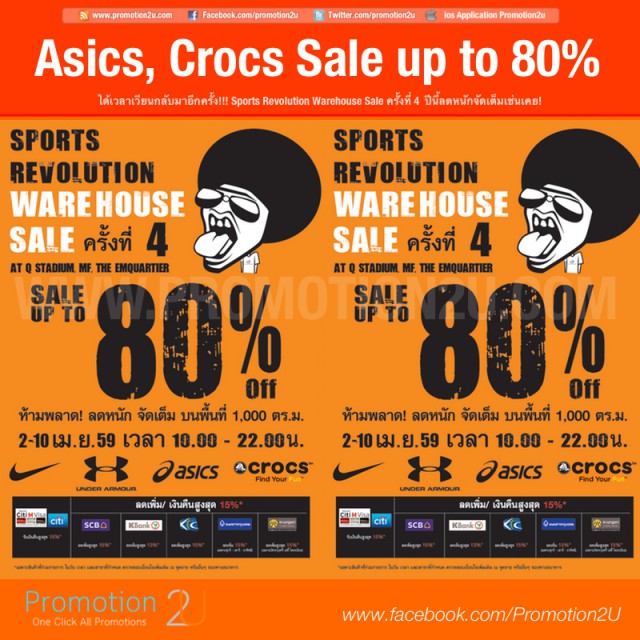 www.promotion2u.com
Facebook.com/promotion2u
Twitter.com/promotion2u
ios Application Promotion2U
Asics, Crocs Sale up to 80%
ได้เวลาเวียนกลับมาอีกครั้ง!!! Sports Revolution Warehouse Sale ครั้งที่ 4 ปีนี้ลดหนักจัดเต็มเช่นเคย!
SPORTS
REVOLUTION
WAREHOUSE
SALE ครั้งที่ 4
AT Q STADIUM, MF, THE EMQUARTIER
SALE
UP TO
80%
Off
ห้ามพลาด! ลดหนัก จัดเต็ม บนพื้นที่ 1,000 ตร.ม.
2-10 เม.ย.59 เวลา 10.00 - 22.00น.
UNDER ARMOUR
asics
crocs™
Find Your Fun
ลดเพิ่ม/ เงินคืนสูงสุด 15%*
Citi M Visa
citi
SCB
KBank
SPORTS
REVOLUTION
WAREHOUSE
SALE ครั้งที่ 4
AT Q STADIUM, MF, THE EMQUARTIER
SALE
UP TO
80%
Off
ห้ามพลาด! ลดหนัก จัดเต็ม บนพื้นที่ 1,000 ตร.ม.
2-10 เม.ย.59 เวลา 10.00 - 22.00น.
UNDER ARMOUR
asics
crocs™
Find Your Fun
ลดเพิ่ม/ เงินคืนสูงสุด 15%*
Citi M Visa
citi
SCB
KBank
WWW.PROMOTION2U.COM
Promotion 2U
One Click All Promotions
www.facebook.com/Promotion2U